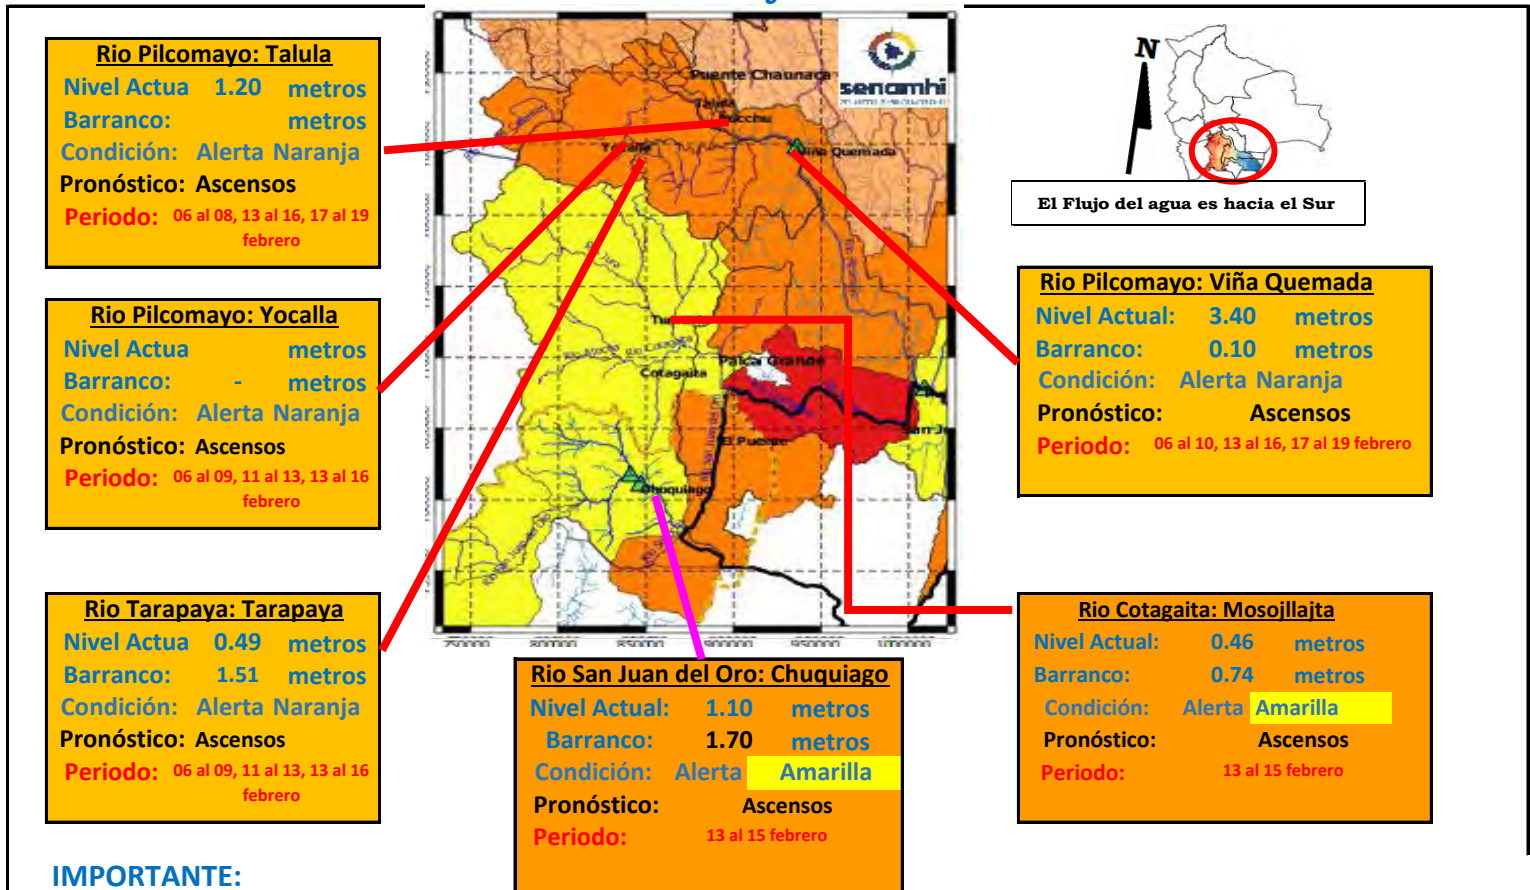 Rio Pilcomayo: Talula
Nivel Actua 1.20 metros
Barranco: metros
Condición: Alerta Naranja
Pronóstico: Ascensos
Periodo: 06 al 08, 13 al 16, 17 al 19
febrero
Rio Pilcomayo: Yocalla
Nivel Actua metros
Barranco: - metros
Condición: Alerta Naranja
Pronóstico: Ascensos
Periodo: 06 al 09, 11 al 13, 13 al 16
febrero
Rio Tarapaya: Tarapaya
Nivel Actua 0.49 metros
Barranco: 1.51 metros
Condición: Alerta Naranja
Pronóstico: Ascensos
Periodo: 06 al 09, 11 al 13, 13 al 16
febrero
IMPORTANTE:
senamhi
Puente Chaunaca
Talula
Viña Quemada
Cotagaita
Palca Grande
El Puente
Chuquiago
Rio San Juan del Oro: Chuquiago
Nivel Actual: 1.10 metros
Barranco: 1.70 metros
Condición: Alerta Amarilla
Pronóstico: Ascensos
Periodo: 13 al 15 febrero
N
El Flujo del agua es hacia el Sur
Rio Pilcomayo: Viña Quemada
Nivel Actual: 3.40 metros
Barranco: 0.10 metros
Condición: Alerta Naranja
Pronóstico: Ascensos
Periodo: 06 al 10, 13 al 16, 17 al 19 febrero
Rio Cotagaita: Mosojllajta
Nivel Actual: 0.46 metros
Barranco: 0.74 metros
Condición: Alerta Amarilla
Pronóstico: Ascensos
Periodo: 13 al 15 febrero